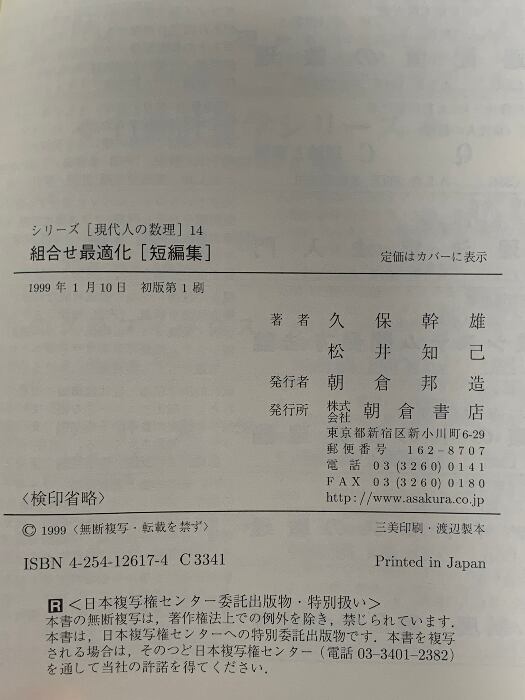 シリーズ［現代人の数理］14
組合せ最適化［短編集］
定価はカバーに表示
1999 年 1 月 10 日　初版第 1 刷
著者 久保幹雄
松井知己
発行者 朝倉邦造
発行所 株式会社 朝倉書店
東京都新宿区新小川町6-29
郵便番号 162-8707
電話 03 (3260) 0141
FAX 03 (3260) 0180
http://www.asakura.co.jp
〈検印省略〉
© 1999〈無断複写・転載を禁ず〉
三美印刷・渡辺製本
ISBN 4-254-12617-4 C3341
Printed in Japan
R＜日本複写権センター委託出版物・特別扱い＞
本書の無断複写は，著作権法上での例外を除き，禁じられています．
本書は，日本複写権センターへの特別委託出版物です．本書を複写
される場合は，そのつど日本複写権センター（電話 03-3401-2382）
を通して当社の許諾を得てください．